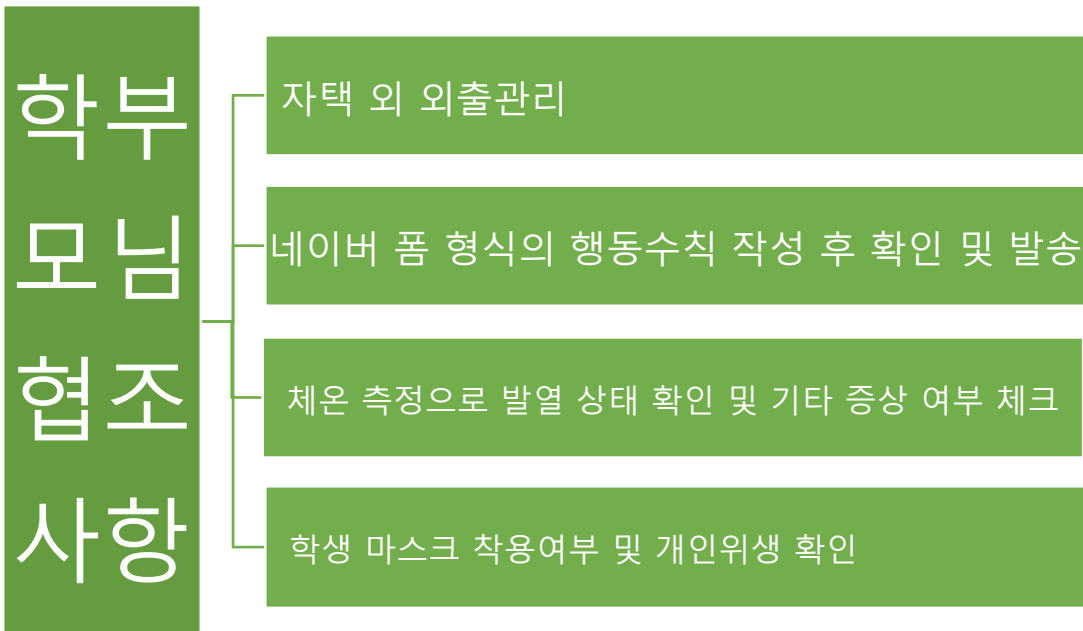 학부
모님
협조
사항
자택 외 외출관리
네이버 폼 형식의 행동수칙 작성 후 확인 및 발송
체온 측정으로 발열 상태 확인 및 기타 증상 여부 체크
학생 마스크 착용여부 및 개인위생 확인